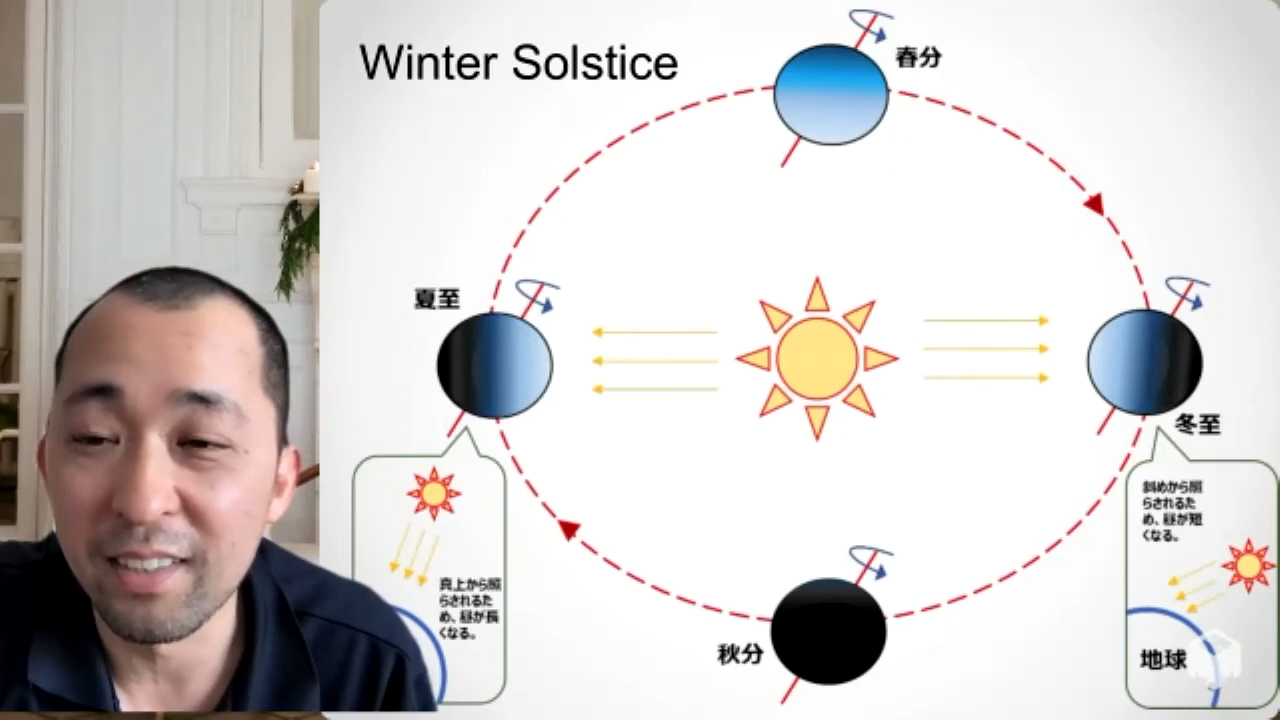 Winter Solstice
春分
夏至
冬至
斜めから照
らされるた
め、昼が短
くなる。
真上から照
らされるた
め、昼が長
くなる。
秋分
地球